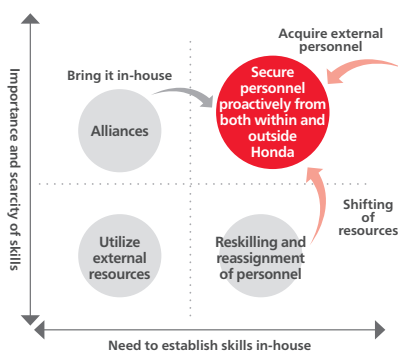 Acquire external
personnel
Bring it in-house
Secure
personnel
proactively from
both within and
outside
Honda
Alliances
Importance and scarcity of skills
Shifting
of
resources
Utilize
external
resources
Reskilling and
reassignment
of personnel
Need to establish skills in-house